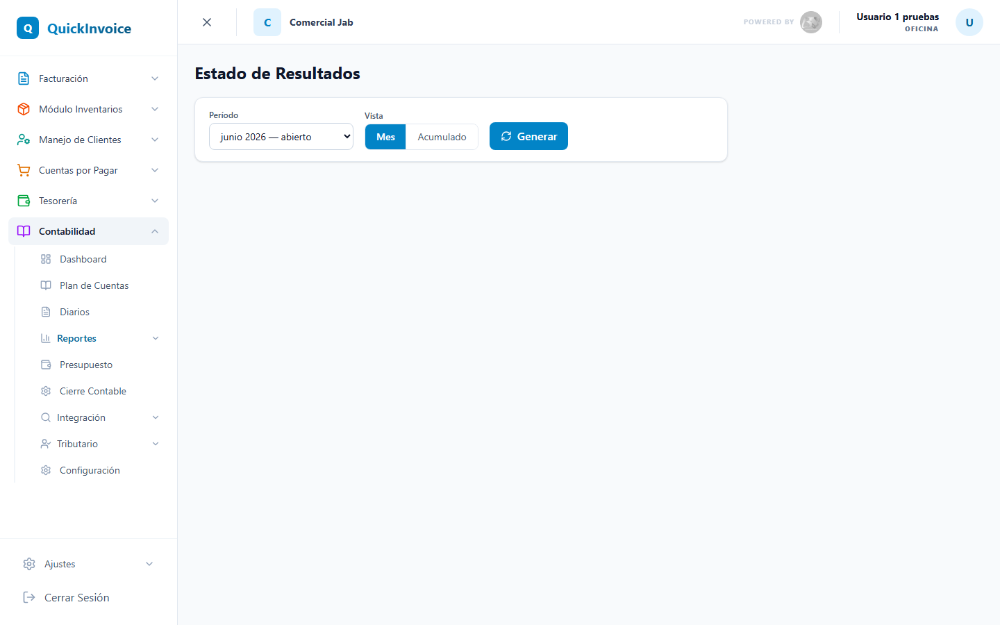 Q QuickInvoice
Facturación
Módulo Inventarios
Manejo de Clientes
Cuentas por Pagar
Tesorería
Contabilidad
Dashboard
Plan de Cuentas
Diarios
Reportes
Presupuesto
Cierre Contable
Integración
Tributario
Configuración
Ajustes
Cerrar Sesión
C Comercial Jab
POWERED BY
Usuario 1 pruebas
OFICINA
U
Estado de Resultados
Período
junio 2026 — abierto
Vista
Mes Acumulado
Generar